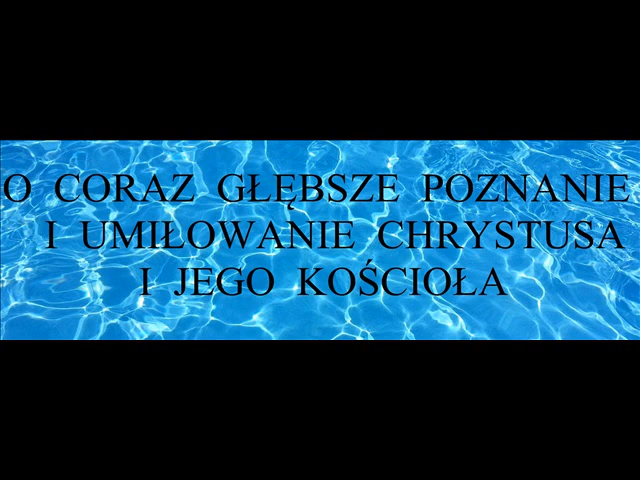 O CORAZ GŁĘBSZE POZNANIE
I UMIŁOWANIE CHRYSTUSA
I JEGO KOŚCIOŁA